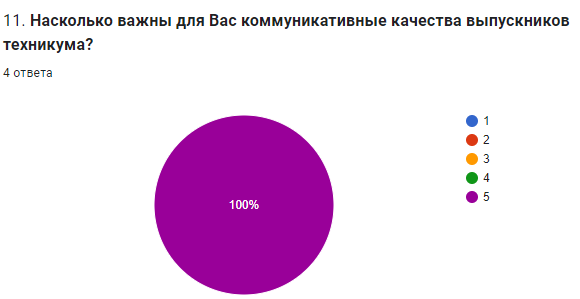 11. Насколько важны для Вас коммуникативные качества выпускников
техникума?
4 ответа
100%
1
2
3
4
5